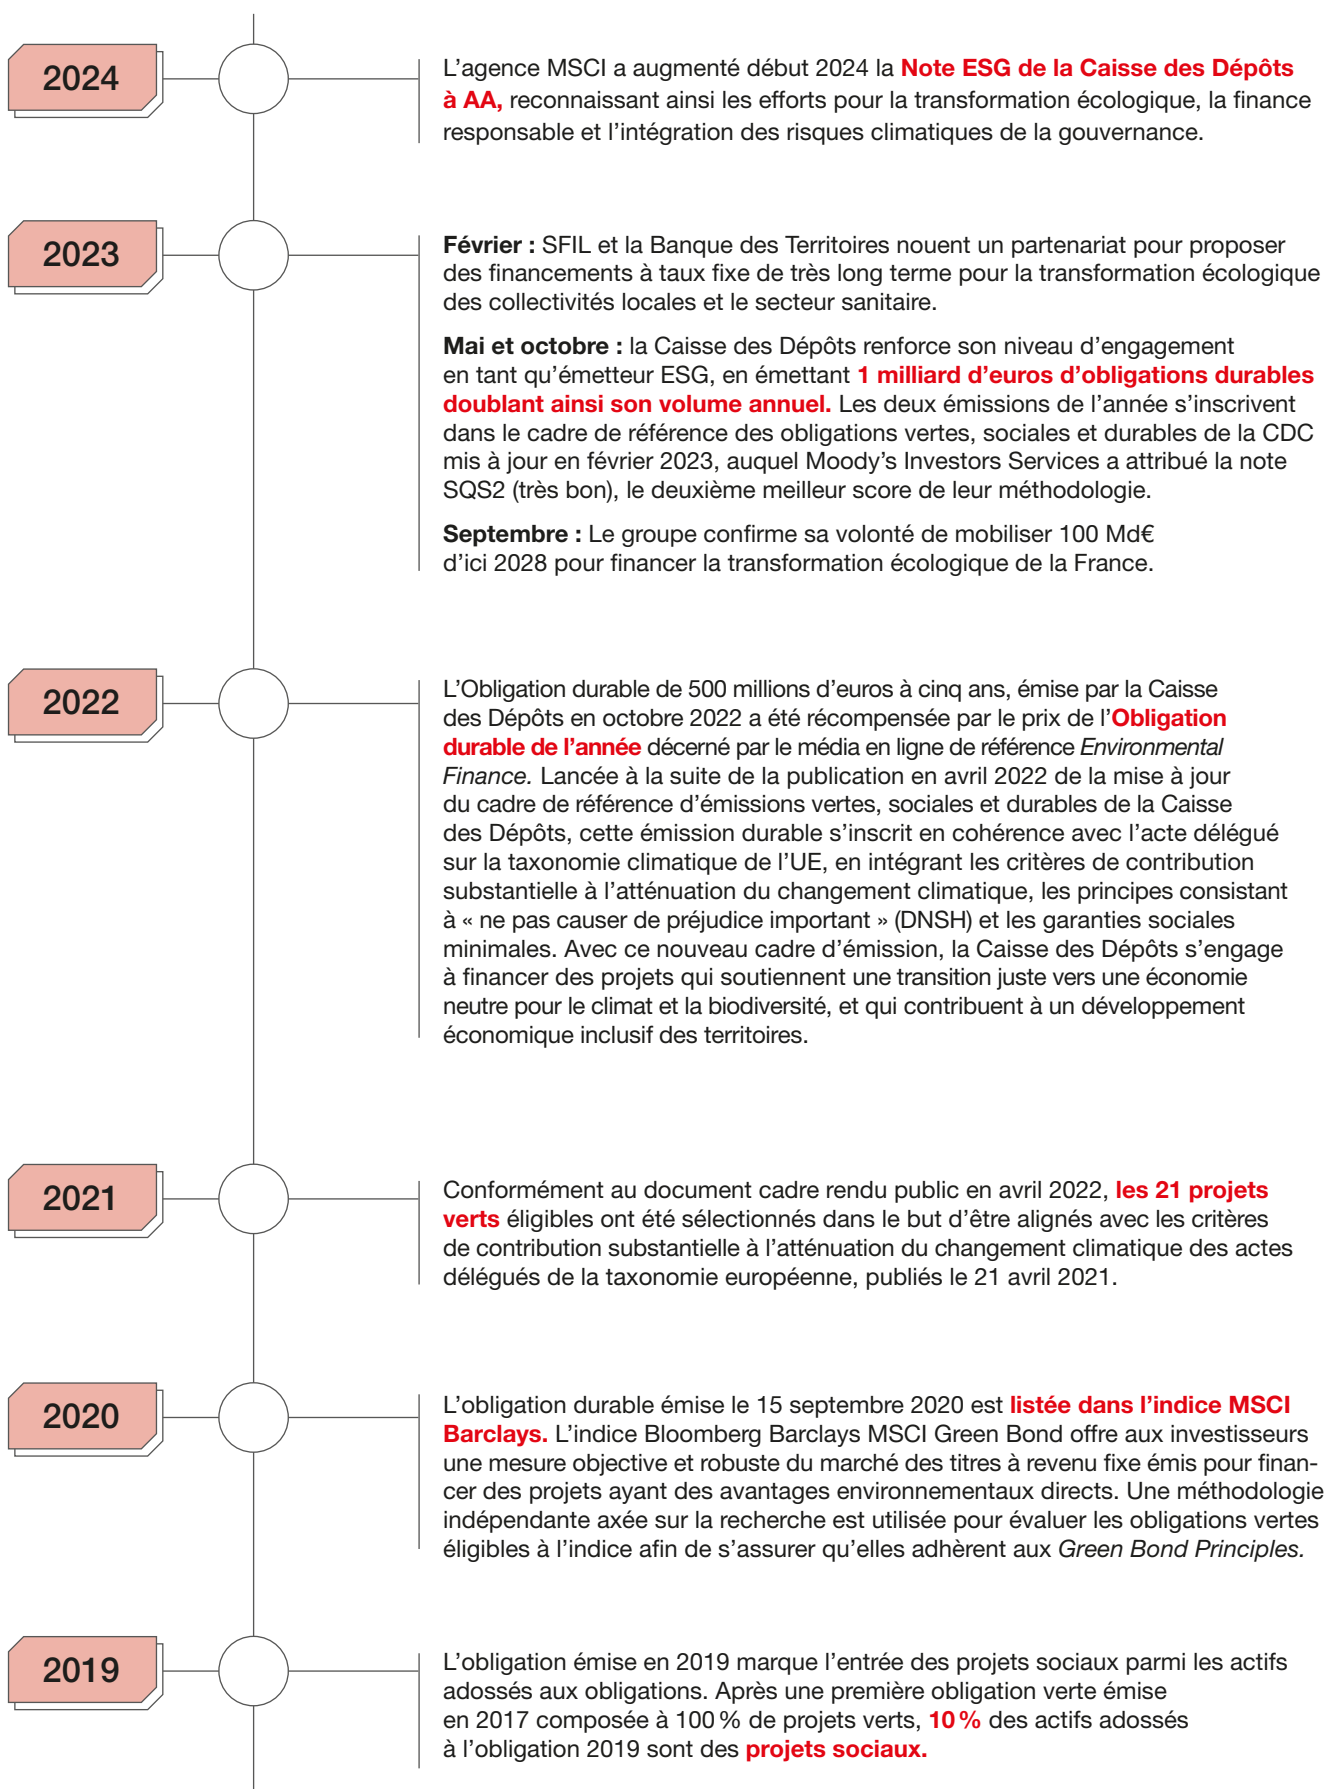 2024
L’agence MSCI a augmenté début 2024 la Note ESG de la Caisse des Dépôts
à AA, reconnaissant ainsi les efforts pour la transformation écologique, la finance
responsable et l’intégration des risques climatiques de la gouvernance.
2023
Février : SFIL et la Banque des Territoires nouent un partenariat pour proposer
des financements à taux fixe de très long terme pour la transformation écologique
des collectivités locales et le secteur sanitaire.
Mai et octobre : la Caisse des Dépôts renforce son niveau d’engagement
en tant qu’émetteur ESG, en émettant 1 milliard d’euros d’obligations durables
doublant ainsi son volume annuel. Les deux émissions de l’année s’inscrivent
dans le cadre de référence des obligations vertes, sociales et durables de la CDC
mis à jour en février 2023, auquel Moody’s Investors Services a attribué la note
SQS2 (très bon), le deuxième meilleur score de leur méthodologie.
Septembre : Le groupe confirme sa volonté de mobiliser 100 Md€
d’ici 2028 pour financer la transformation écologique de la France.
2022
L’Obligation durable de 500 millions d’euros à cinq ans, émise par la Caisse
des Dépôts en octobre 2022 a été récompensée par le prix de l’Obligation
durable de l’année décerné par le média en ligne de référence Environmental
Finance. Lancée à la suite de la publication en avril 2022 de la mise à jour
du cadre de référence d’émissions vertes, sociales et durables de la Caisse
des Dépôts, cette émission durable s’inscrit en cohérence avec l’acte délégué
sur la taxonomie climatique de l’UE, en intégrant les critères de contribution
substantielle à l’atténuation du changement climatique, les principes consistant
à « ne pas causer de préjudice important » (DNSH) et les garanties sociales
minimales. Avec ce nouveau cadre d’émission, la Caisse des Dépôts s’engage
à financer des projets qui soutiennent une transition juste vers une économie
neutre pour le climat et la biodiversité, et qui contribuent à un développement
économique inclusif des territoires.
2021
Conformément au document cadre rendu public en avril 2022, les 21 projets
verts éligibles ont été sélectionnés dans le but d’être alignés avec les critères
de contribution substantielle à l’atténuation du changement climatique des actes
délégués de la taxonomie européenne, publiés le 21 avril 2021.
2020
L’obligation durable émise le 15 septembre 2020 est listée dans l’indice MSCI
Barclays. L’indice Bloomberg Barclays MSCI Green Bond offre aux investisseurs
une mesure objective et robuste du marché des titres à revenu fixe émis pour finan-
cer des projets ayant des avantages environnementaux directs. Une méthodologie
indépendante axée sur la recherche est utilisée pour évaluer les obligations vertes
éligibles à l’indice afin de s’assurer qu’elles adhèrent aux Green Bond Principles.
2019
L’obligation émise en 2019 marque l’entrée des projets sociaux parmi les actifs
adossés aux obligations. Après une première obligation verte émise
en 2017 composée à 100 % de projets verts, 10 % des actifs adossés
à l’obligation 2019 sont des projets sociaux.